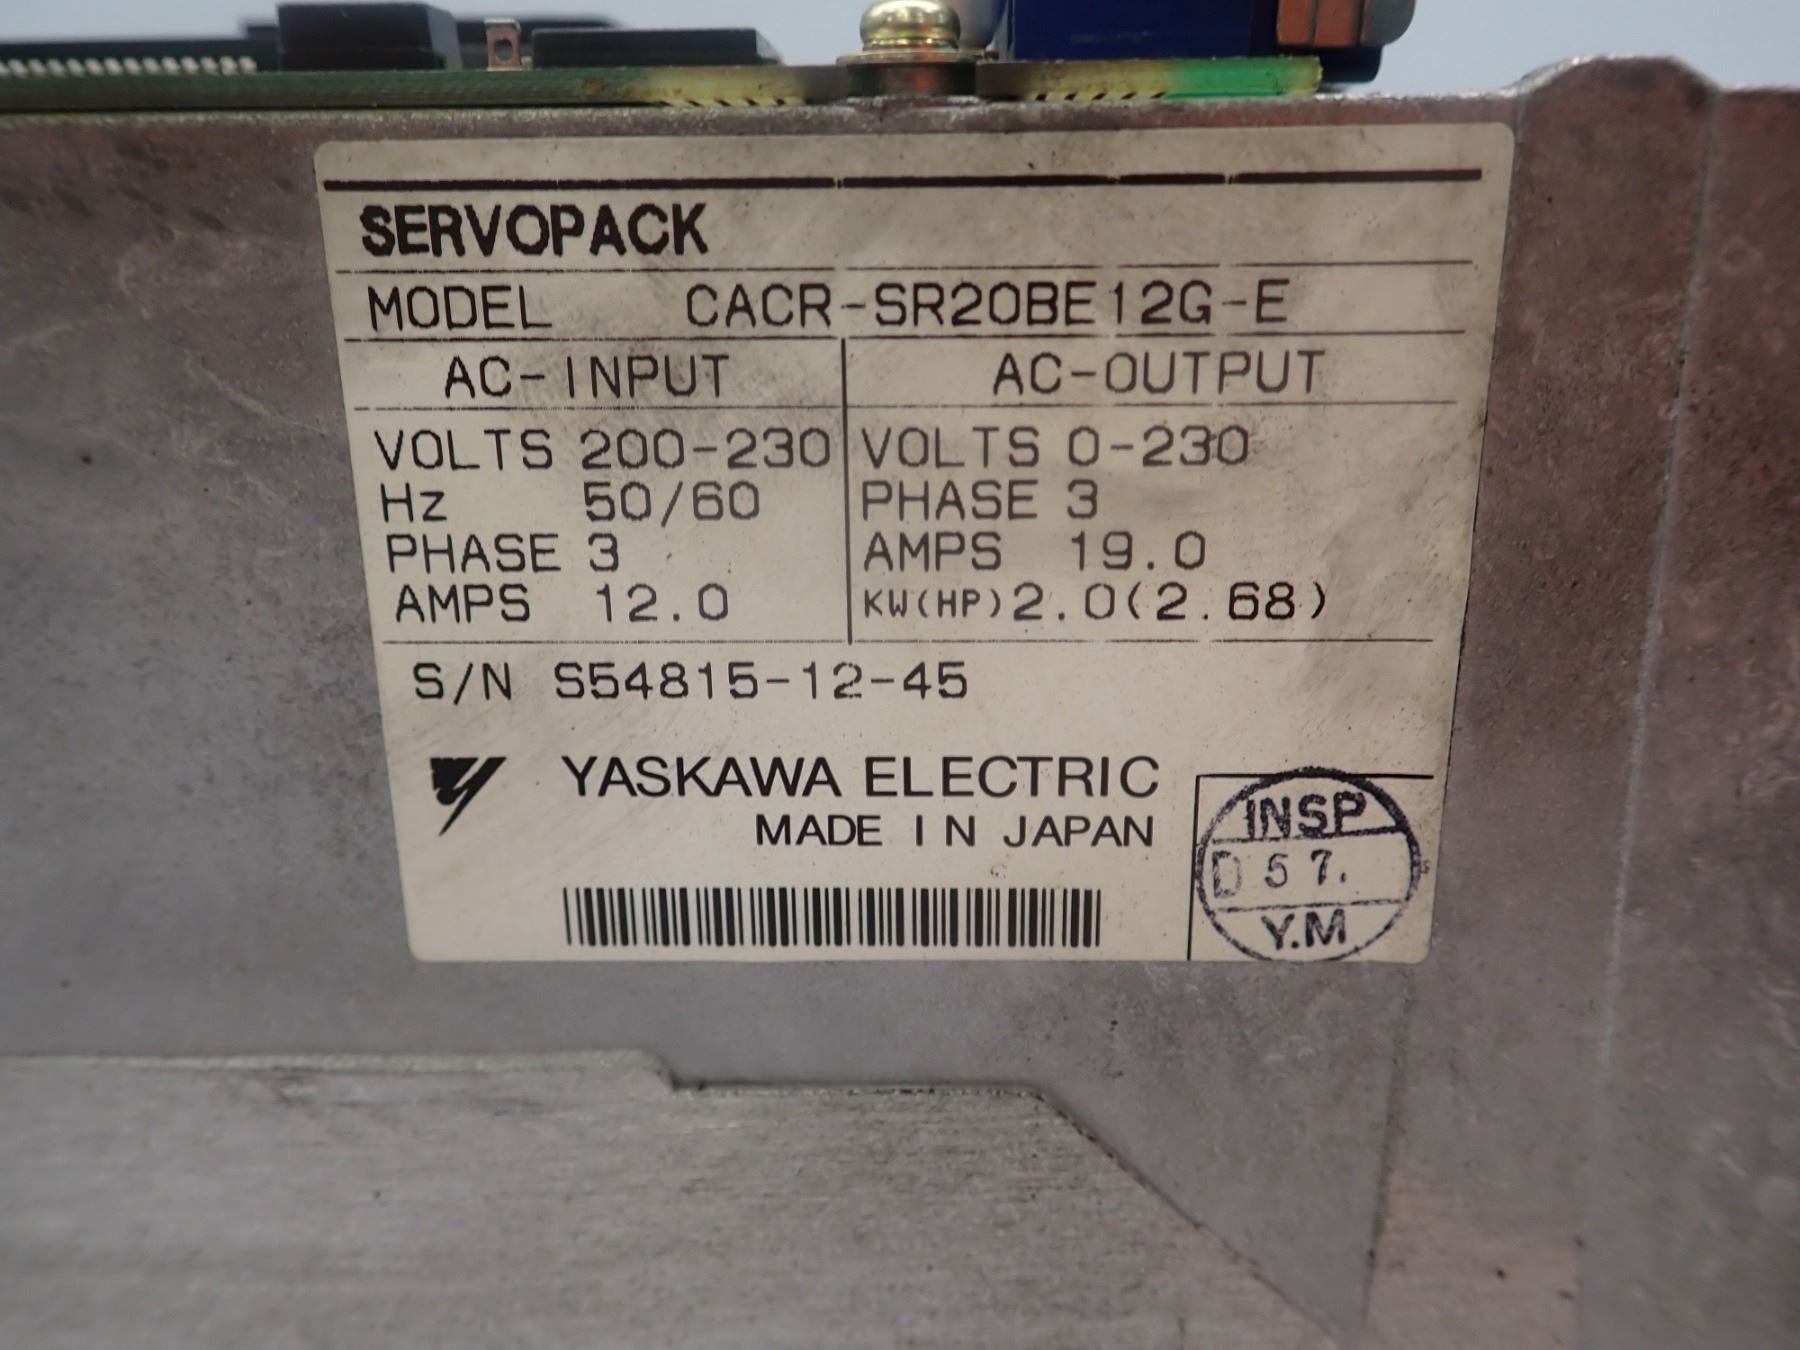 SERVOPACK
MODEL CACR-SR20BE12G-E
AC-INPUT AC-OUTPUT
VOLTS 200-230 VOLTS 0-230
Hz 50/60 PHASE 3
PHASE 3 AMPS 19.0
AMPS 12.0 KW(HP) 2.0(2.68)
S/N S54815-12-45
YASKAWA ELECTRIC
MADE IN JAPAN
INSP
D 57.
Y.M